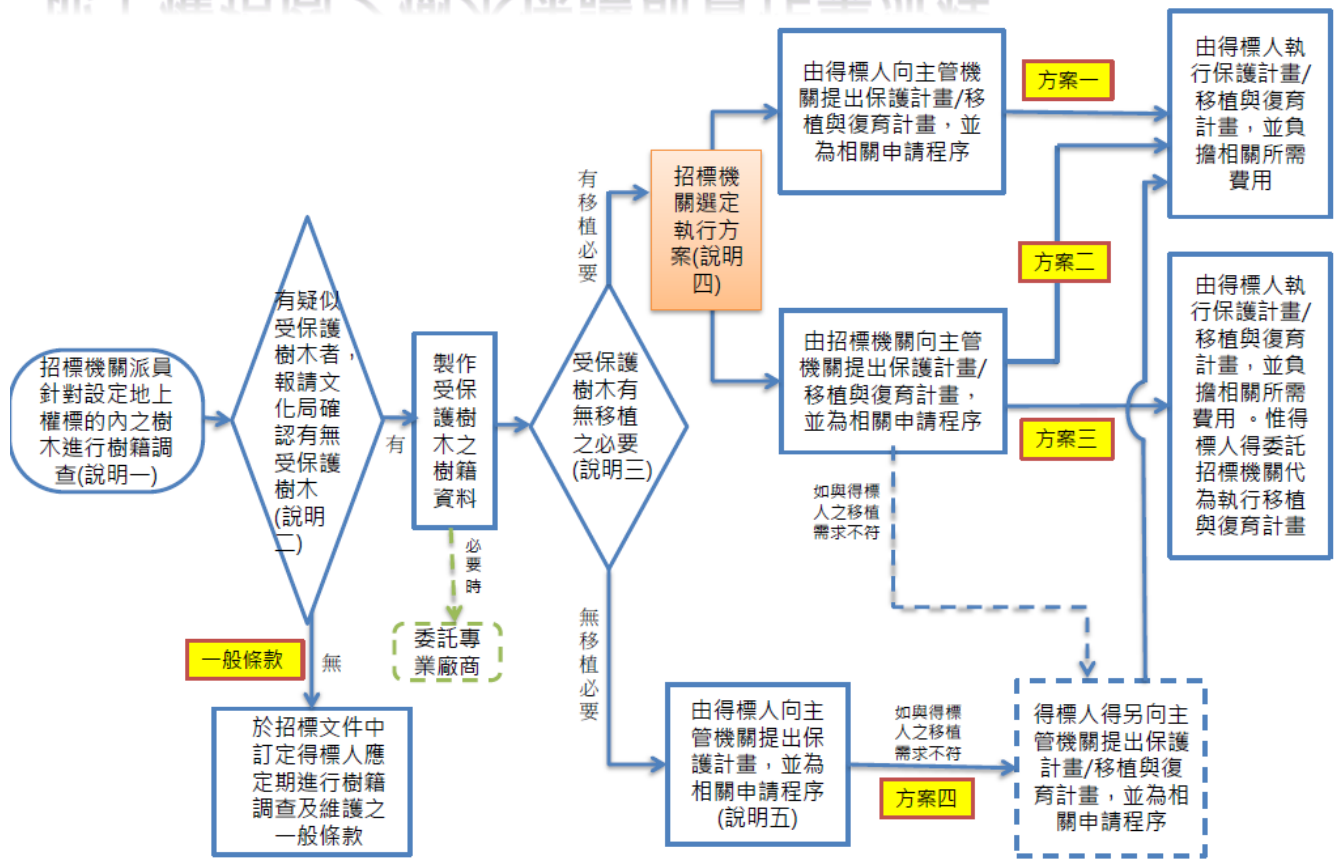 招標機關派員
針對設定地上
權標的內之樹
木進行樹籍調
查(說明一)
有疑似
受保護
樹木者，
報請文
化局確
認有無
受保護
樹木
(說明
二)
一般條款
無
於招標文件中
訂定得標人應
定期進行樹籍
調查及維護之
一般條款
有
製作
受保
護樹
木之
樹籍
資料
必
要
時
委託專
業廠商
受保護
樹木有
無移植
之必要
(說明三)
有
移
植
必
要
招標機
關選定
執行方
案(說明
四)
由得標人向主管機
關提出保護計畫/移
植與復育計畫，並
為相關申請程序
方案一
由得標人執
行保護計畫/
移植與復育
計畫，並負
擔相關所需
費用
由招標機關向主管
機關提出保護計畫/
移植與復育計畫，
並為相關申請程序
方案二
方案三
由得標人執
行保護計畫/
移植與復育
計畫，並負
擔相關所需
費用。惟得
標人得委託
招標機關代
為執行移植
與復育計畫
如與得標
人之移植
需求不符
無
移
植
必
要
由得標人向主
管機關提出保
護計畫，並為
相關申請程序
(說明五)
如與得標
人之移植
需求不符
方案四
得標人得另向主
管機關提出保護
計畫/移植與復
育計畫，並為相
關申請程序